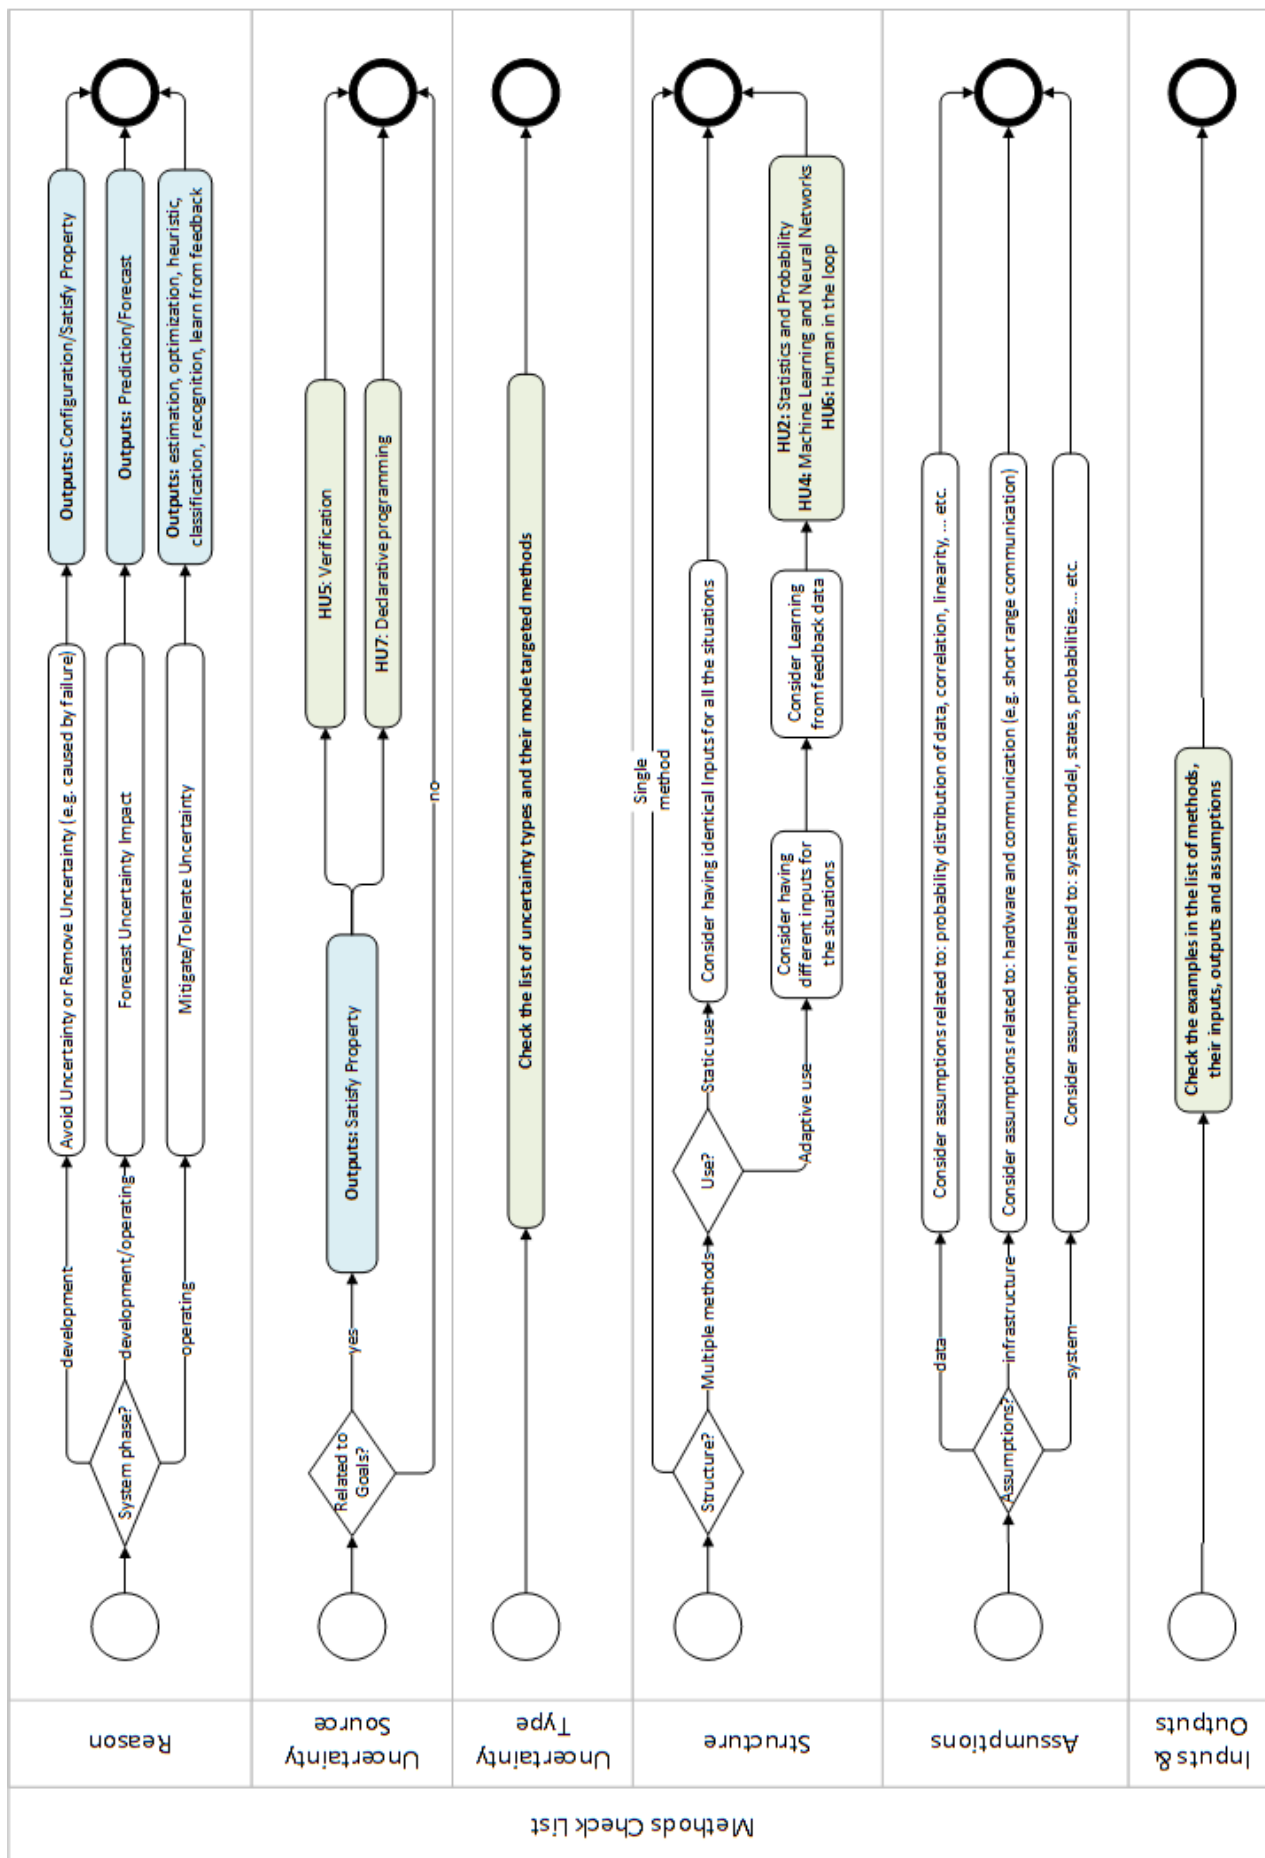 Methods Check List
Reason
System phase?
development
development/operating
operating
Avoid Uncertainty or Remove Uncertainty (e.g. caused by failure)
Forecast Uncertainty Impact
Mitigate/Tolerate Uncertainty
Outputs: Configuration/Satisfy Property
Outputs: Prediction/Forecast
Outputs: estimation, optimization, heuristic,
classification, recognition, learn from feedback
Uncertainty
Source
Related to
Goals?
yes
no
Outputs: Satisfy Property
HU5: Verification
HU7: Declarative programming
Uncertainty
Type
Check the list of uncertainty types and their mode targeted methods
Structure
Structure?
Single
method
Multiple methods
Use?
Static use
Adaptive use
Consider having identical Inputs for all the situations
Consider having
different inputs for
the situations
Consider Learning
from feedback data
HU2: Statistics and Probability
HU4: Machine Learning and Neural Networks
HU6: Human in the loop
Assumptions
Assumptions?
data
infrastructure
system
Consider assumptions related to: probability distribution of data, correlation, linearity, ... etc.
Consider assumptions related to: hardware and communication (e.g. short range communication)
Consider assumption related to: system model, states, probabilities ... etc.
Inputs &
Outputs
Check the examples in the list of methods,
their inputs, outputs and assumptions